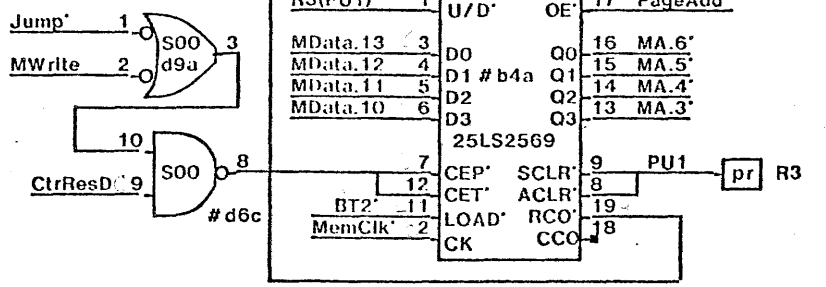 R3(PU1) 1 U/D' OE' 17 PageAdd
Jump' 1
S00 3
d9a
MWrite 2
MData.13 3 D0 Q0 16 MA.6'
MData.12 4 D1 #b4a Q1 15 MA.5'
MData.11 5 D2 Q2 14 MA.4'
MData.10 6 D3 Q3 13 MA.3'
25LS2569
10
S00 8
CtrResD 9
#d6c
7 CEP' SCLR' 9 PU1 pr R3
12 CET' ACLR' 8
BT2' 11 LOAD' RCO' 19
MemClk' 2 CK CCO 18